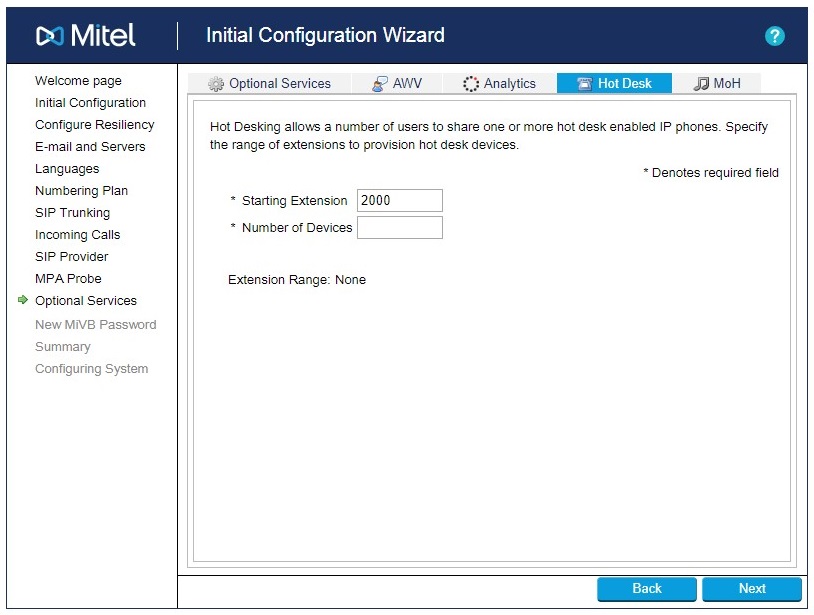 Mitel
Initial Configuration Wizard
?
Welcome page
Initial Configuration
Configure Resiliency
E-mail and Servers
Languages
Numbering Plan
SIP Trunking
Incoming Calls
SIP Provider
MPA Probe
Optional Services
New MiVB Password
Summary
Configuring System
Optional Services
AWV
Analytics
Hot Desk
MoH
Hot Desking allows a number of users to share one or more hot desk enabled IP phones. Specify
the range of extensions to provision hot desk devices.
* Denotes required field
* Starting Extension 2000
* Number of Devices
Extension Range: None
Back
Next